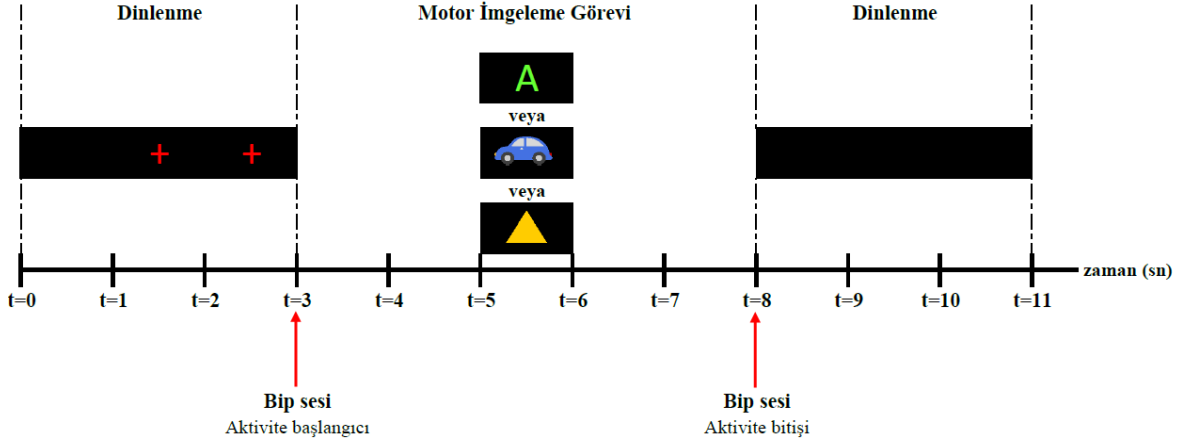 Dinlenme
Motor İmgeleme Görevi
Dinlenme
A
veya
veya
zaman (sn)
t=0 t=1 t=2 t=3 t=4 t=5 t=6 t=7 t=8 t=9 t=10 t=11
Bip sesi
Aktivite başlangıcı
Bip sesi
Aktivite bitişi